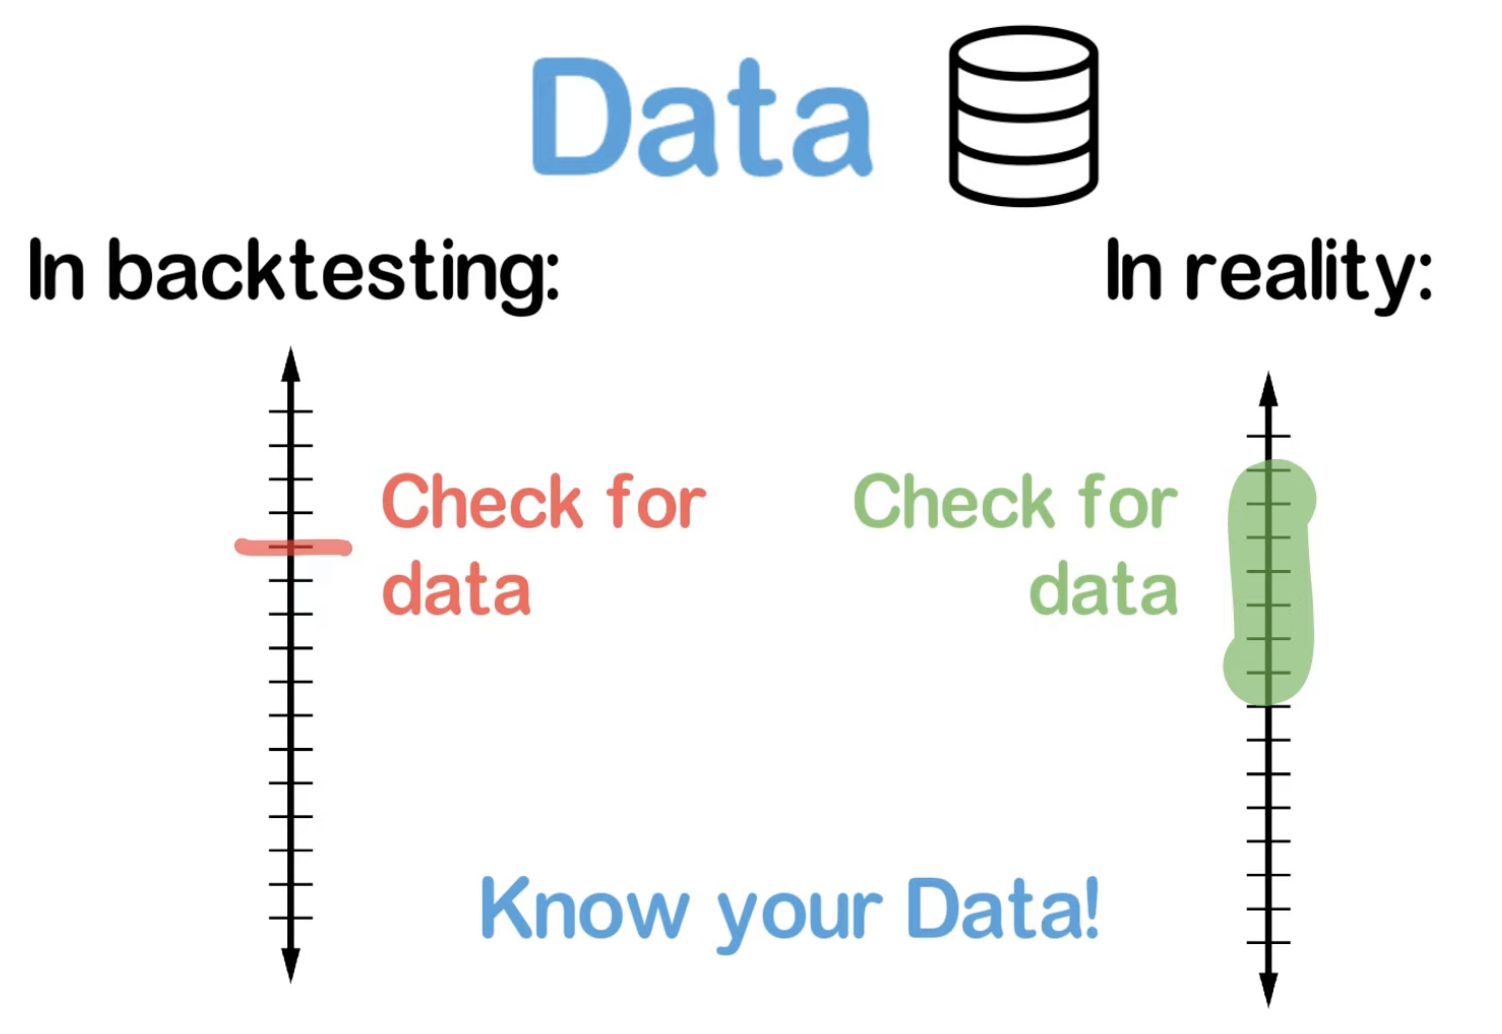 Data
In backtesting:
In reality:
Check for
data
Check for
data
Know your Data!